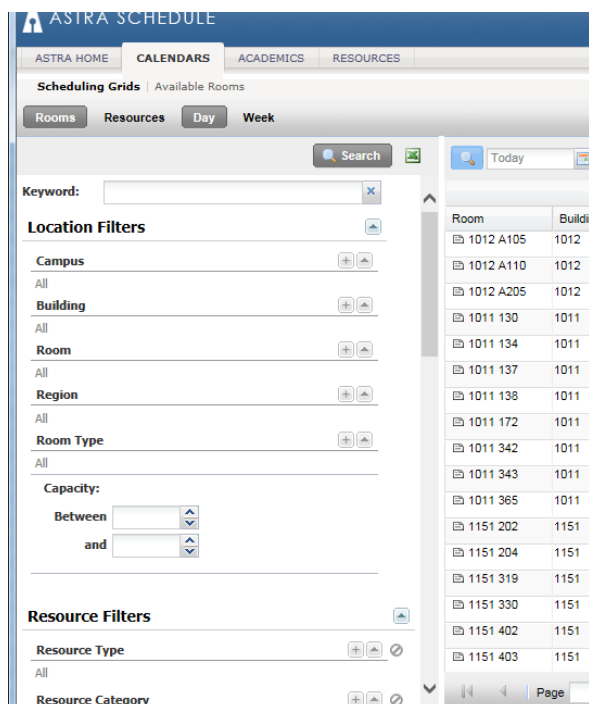 ASTRA SCHEDULE
ASTRA HOME CALENDARS ACADEMICS RESOURCES
Scheduling Grids | Available Rooms
Rooms Resources Day Week
Search
Keyword:
Location Filters
Campus
All
Building
All
Room
All
Region
All
Room Type
All
Capacity:
Between
and
Resource Filters
Resource Type
All
Resource Category
Today
Room Buildi
1012 A105 1012
1012 A110 1012
1012 A205 1012
1011 130 1011
1011 134 1011
1011 137 1011
1011 138 1011
1011 172 1011
1011 342 1011
1011 343 1011
1011 365 1011
1151 202 1151
1151 204 1151
1151 319 1151
1151 330 1151
1151 402 1151
1151 403 1151
Page